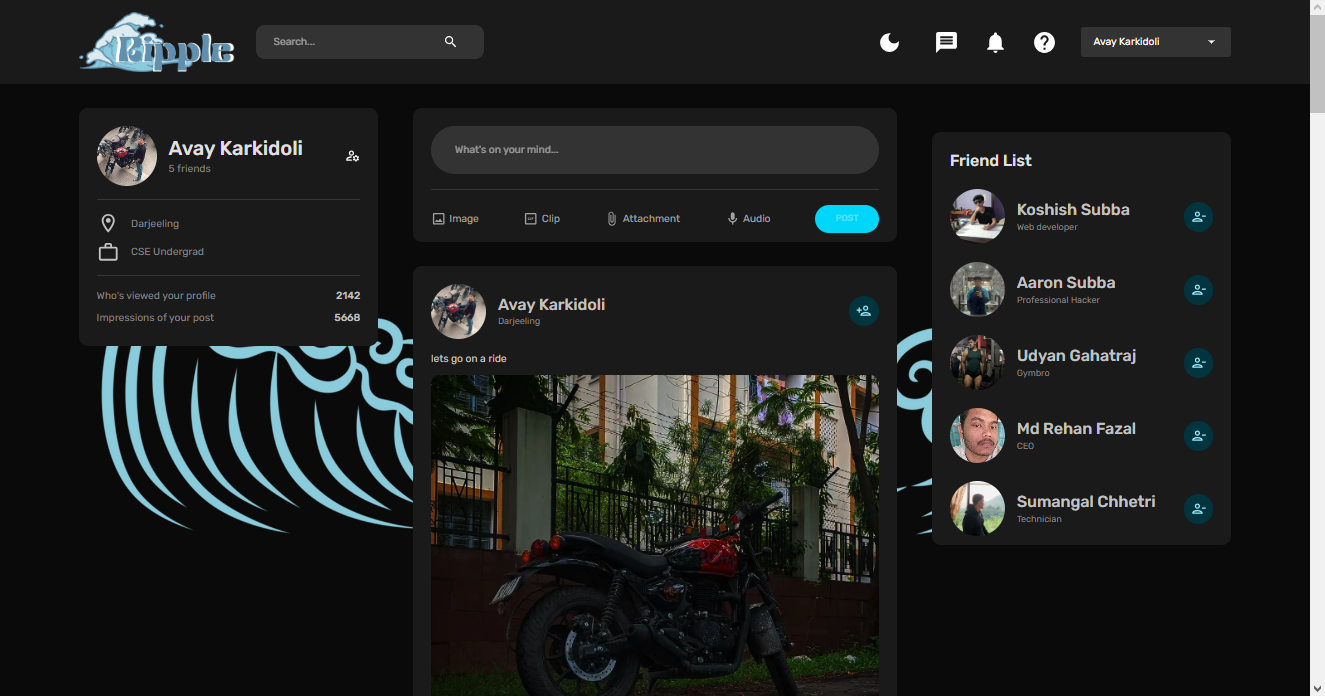 Ripple
Search...
Avay Karkidoli
Avay Karkidoli
5 friends
Darjeeling
CSE Undergrad
Who's viewed your profile 2142
Impressions of your post 5668
What's on your mind...
Image Clip Attachment Audio POST
Avay Karkidoli
Darjeeling
lets go on a ride
Friend List
Koshish Subba
Web developer
Aaron Subba
Professional Hacker
Udyan Gahatraj
Gymbro
Md Rehan Fazal
CEO
Sumangal Chhetri
Technician